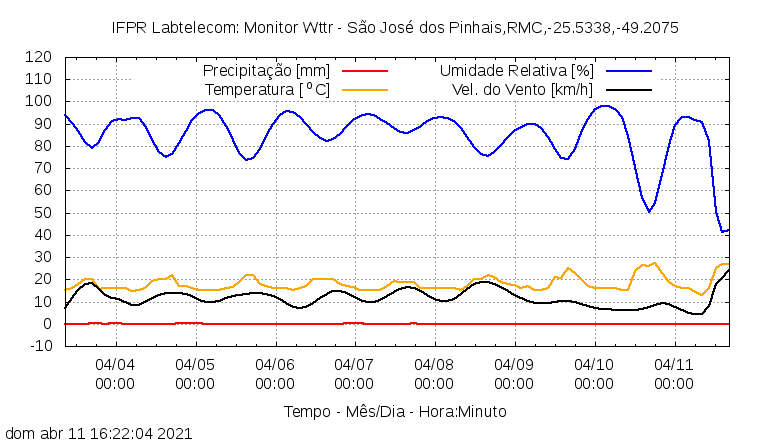 IFPR Labtelecom: Monitor Wttr - São José dos Pinhais,RMC,-25.5338,-49.2075
Precipitação [mm]
Temperatura [⁰C]
Umidade Relativa [%]
Vel. do Vento [km/h]
120
110
100
90
80
70
60
50
40
30
20
10
0
-10
04/04 04/05 04/06 04/07 04/08 04/09 04/10 04/11
00:00 00:00 00:00 00:00 00:00 00:00 00:00 00:00
Tempo - Mês/Dia - Hora:Minuto
dom abr 11 16:22:04 2021